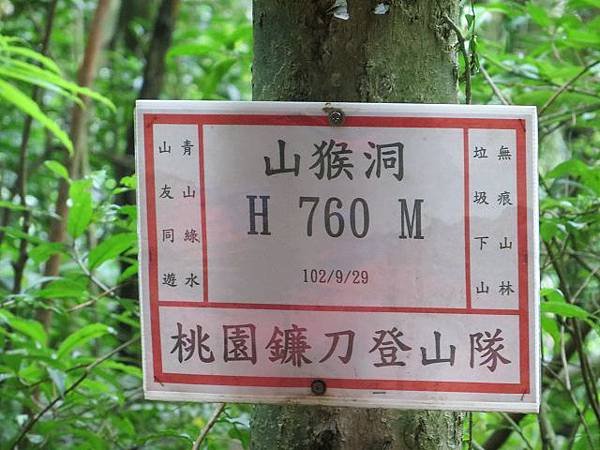 山猴洞
H 760 M
102/9/29
無痕山林
垃圾下山
青山綠水
山友同遊
桃園鐮刀登山隊